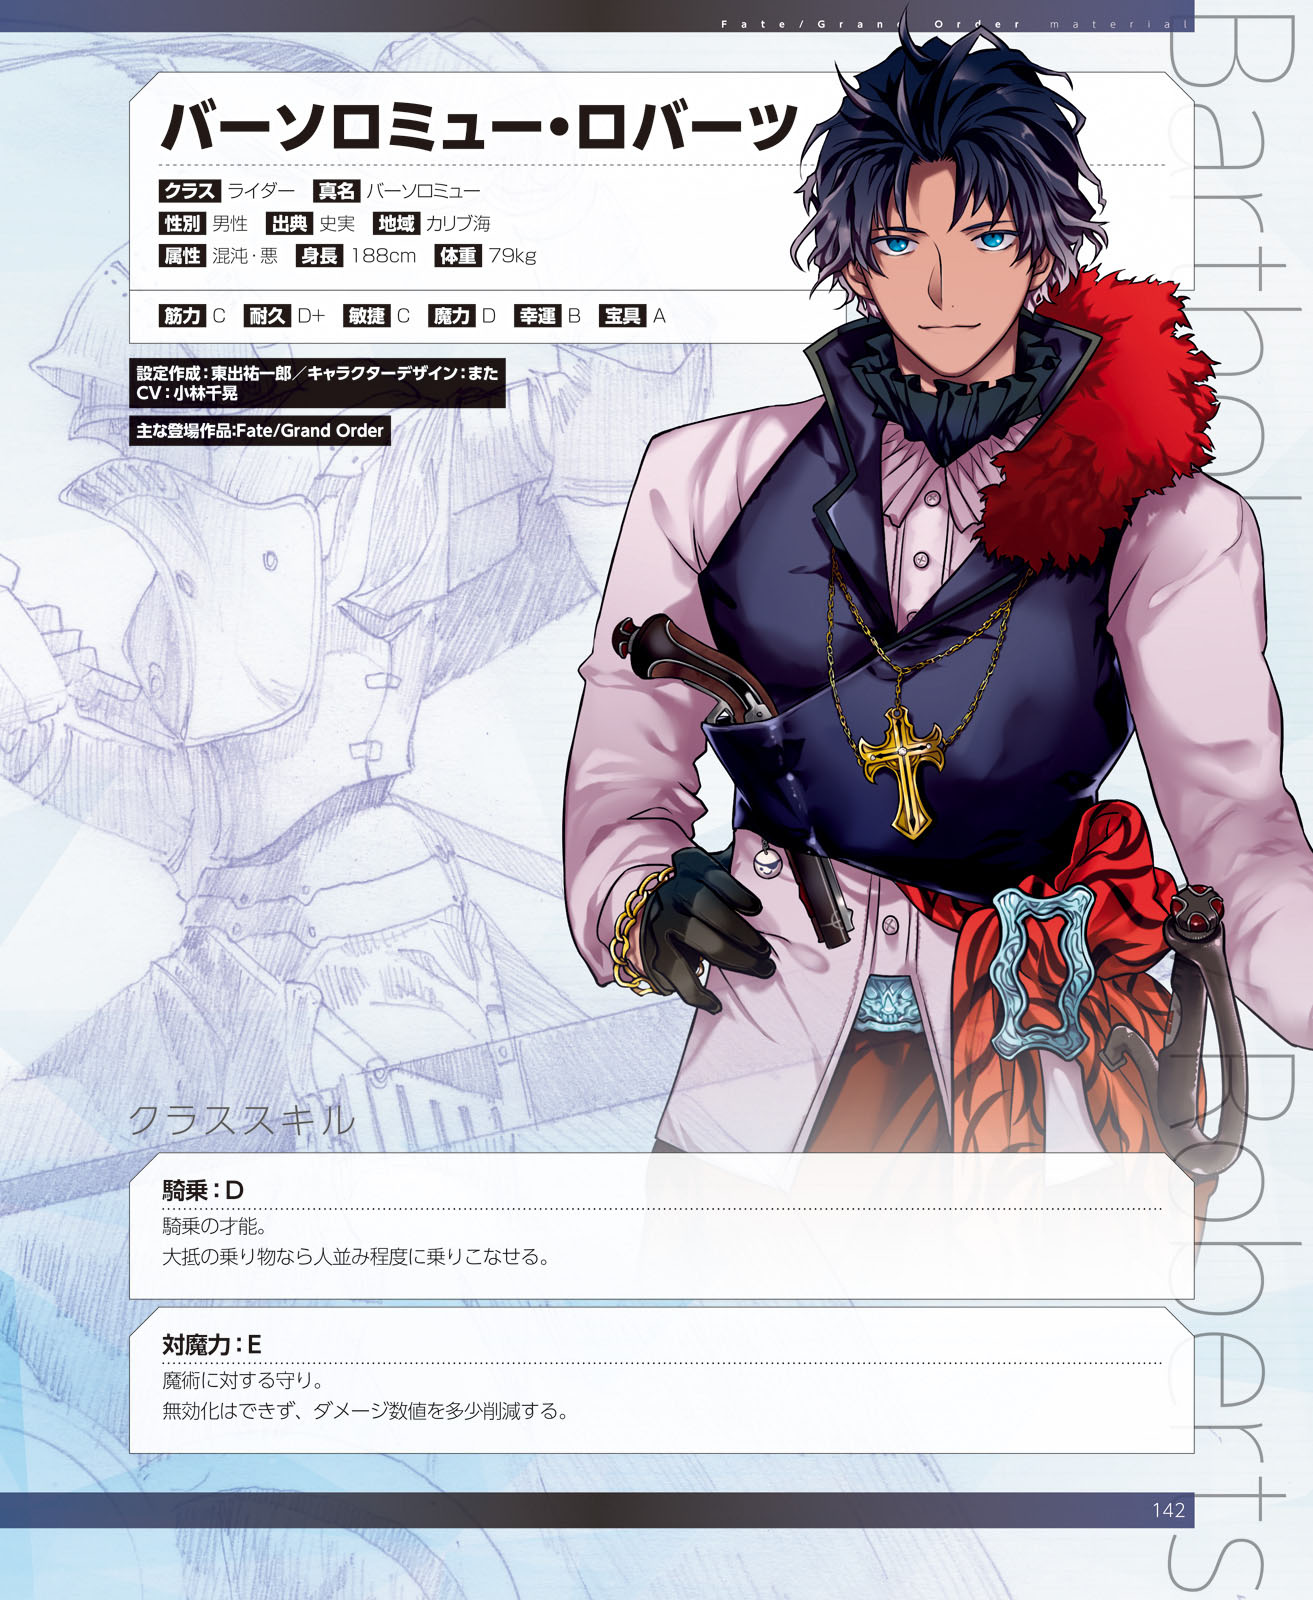 Fate/Grand Order material
バーソロミュー・ロバーツ
クラス ライダー 真名 バーソロミュー
性別 男性 出典 史実 地域 カリブ海
属性 混沌・悪 身長 188cm 体重 79kg
筋力 C 耐久 D+ 敏捷 C 魔力 D 幸運 B 宝具 A
設定作成：東出祐一郎／キャラクターデザイン：また
CV：小林千晃
主な登場作品:Fate/Grand Order
Bartholomew Roberts
クラススキル
騎乗：D
騎乗の才能。
大抵の乗り物なら人並み程度に乗りこなせる。
対魔力：E
魔術に対する守り。
無効化はできず、ダメージ数値を多少削減する。
142